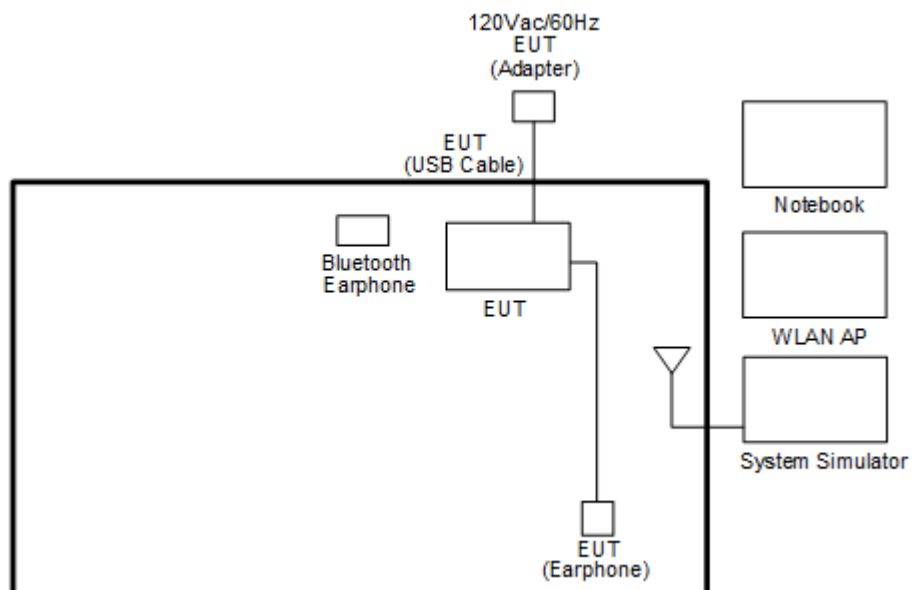 120Vac/60Hz
EUT
(Adapter)
EUT
(USB Cable)
Notebook
Bluetooth
Earphone
EUT
WLAN AP
System Simulator
EUT
(Earphone)